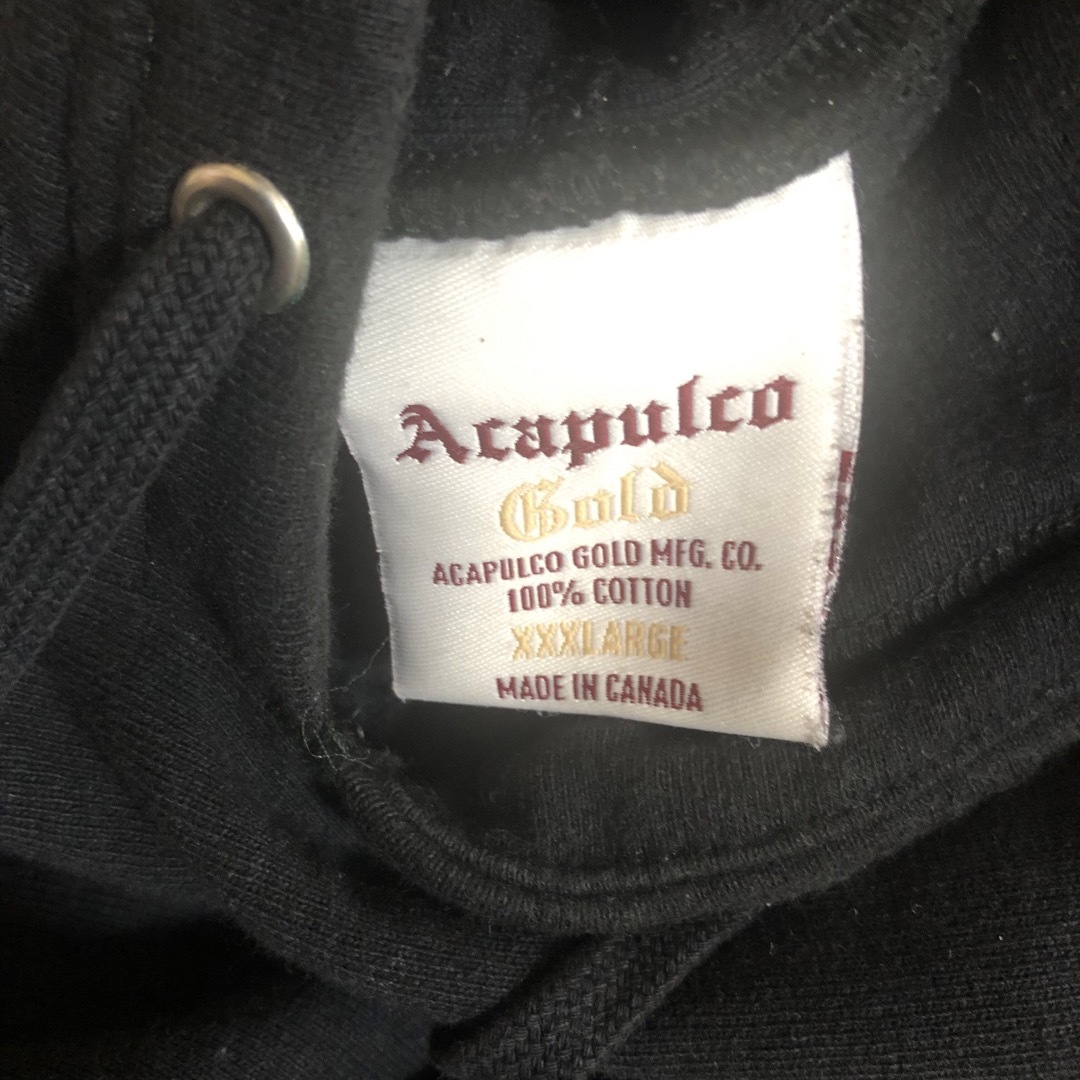 Acapulco
Gold
ACAPULCO GOLD MFG. CO.
100% COTTON
XXXLARGE
MADE IN CANADA